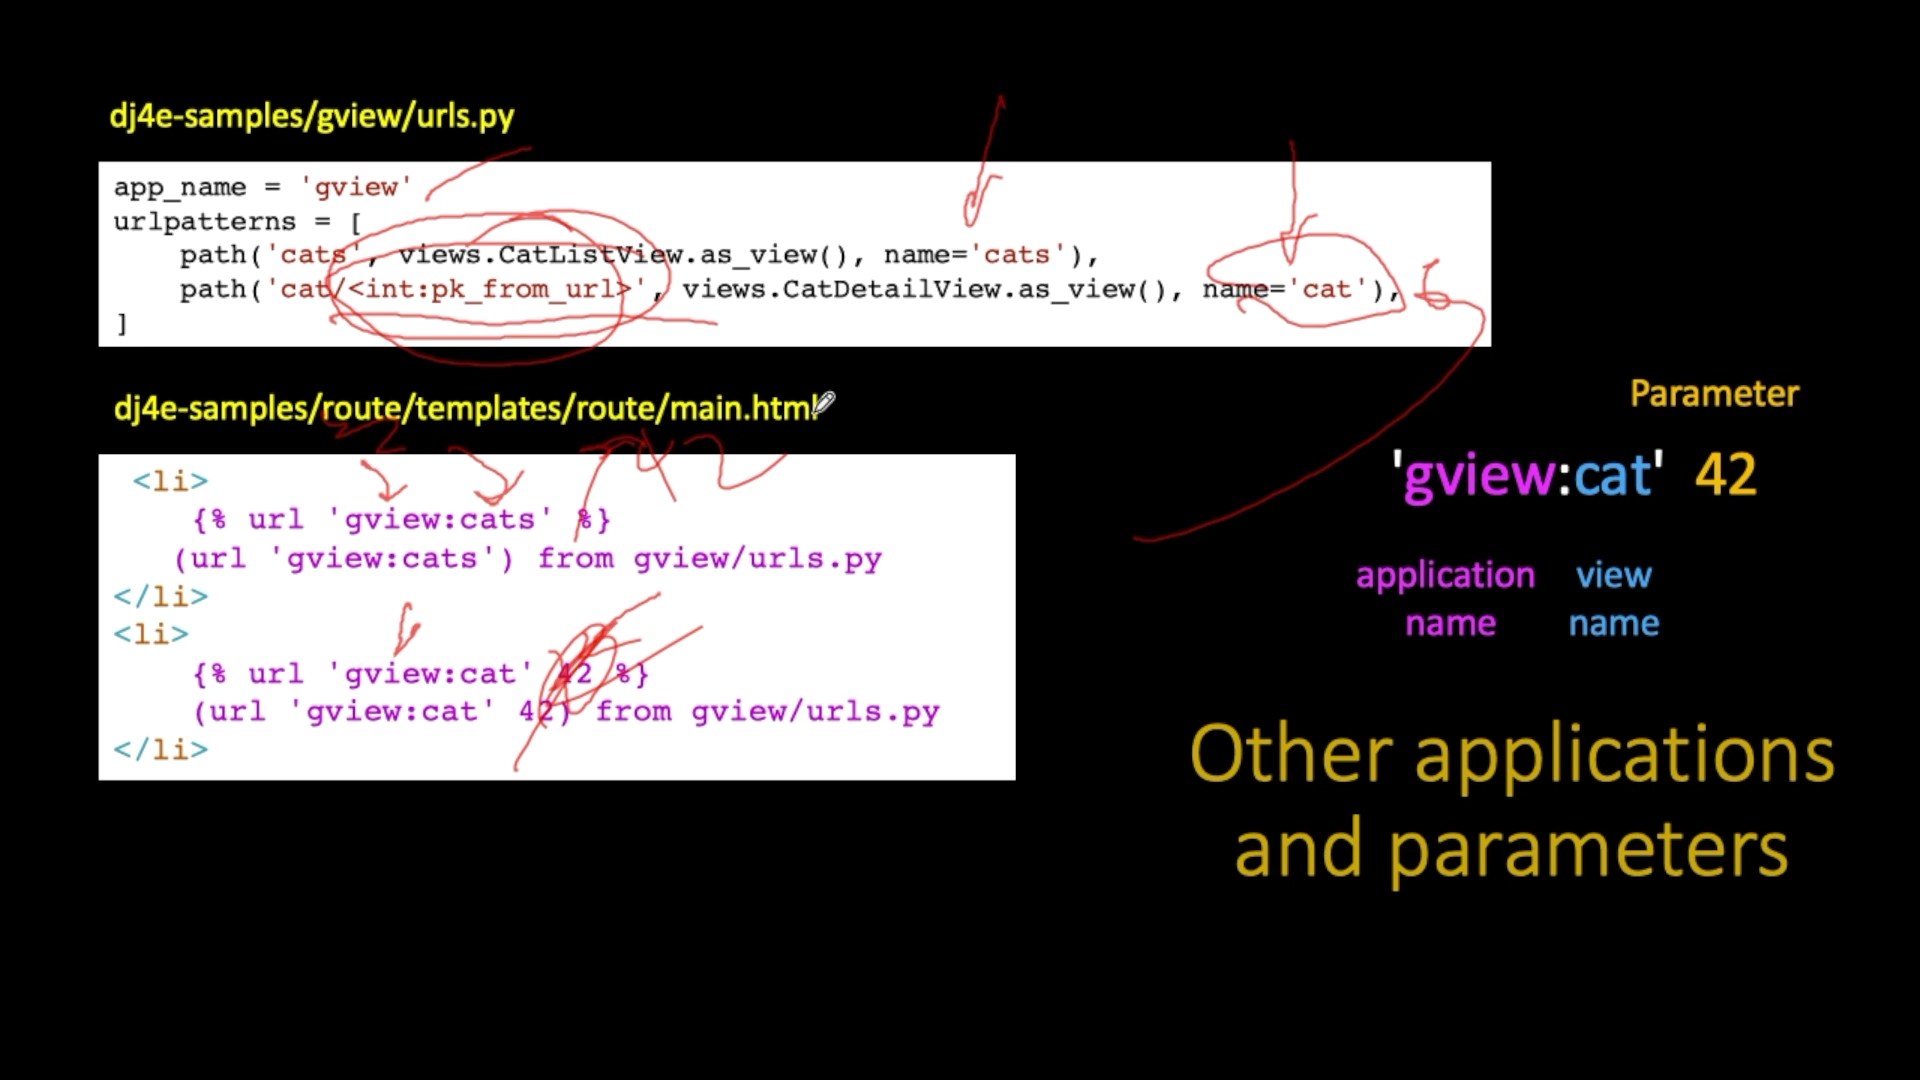 dj4e-samples/gview/urls.py
app_name = 'gview'
urlpatterns = [
    path('cats', views.CatListView.as_view(), name='cats'),
    path('cat/<int:pk_from_url>', views.CatDetailView.as_view(), name='cat'),
]
dj4e-samples/route/templates/route/main.html
<li>
{% url 'gview:cats' %}
(url 'gview:cats') from gview/urls.py
</li>
<li>
{% url 'gview:cat' 42 %}
(url 'gview:cat' 42) from gview/urls.py
</li>
42
Parameter
'gview:cat' 42
application view
name name
Other applications
and parameters